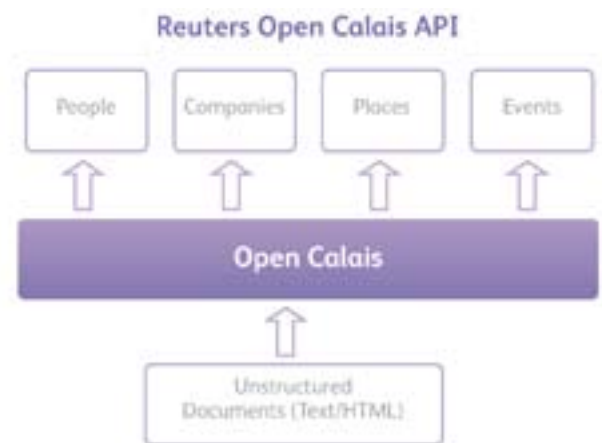 Reuters Open Calais API
People
Companies
Places
Events
Open Calais
Unstructured
Documents (Text/HTML)